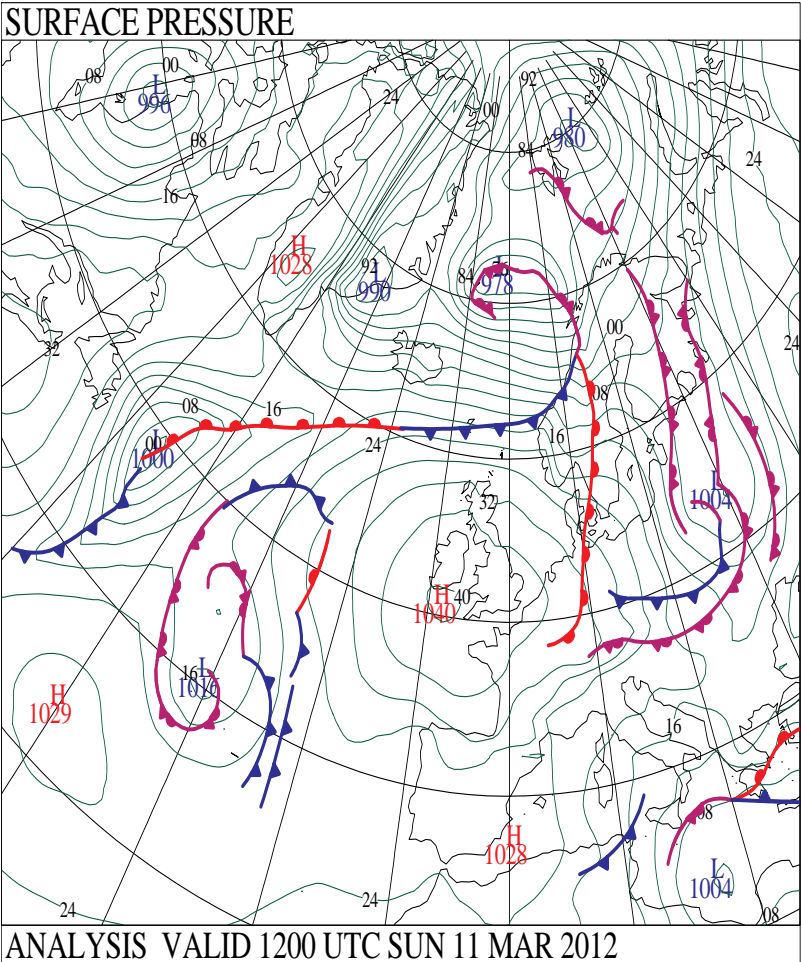 SURFACE PRESSURE
08
00
L
996
24
92
00
L
980
84
08
24
16
H
1028
92
L
990
84
L
978
00
24
32
08
16
08
00
L
1000
24
16
32
L
1004
H
1040
40
16
L
1016
H
1029
16
08
H
1028
L
1004
24
24
08
ANALYSIS  VALID 1200 UTC SUN 11 MAR 2012